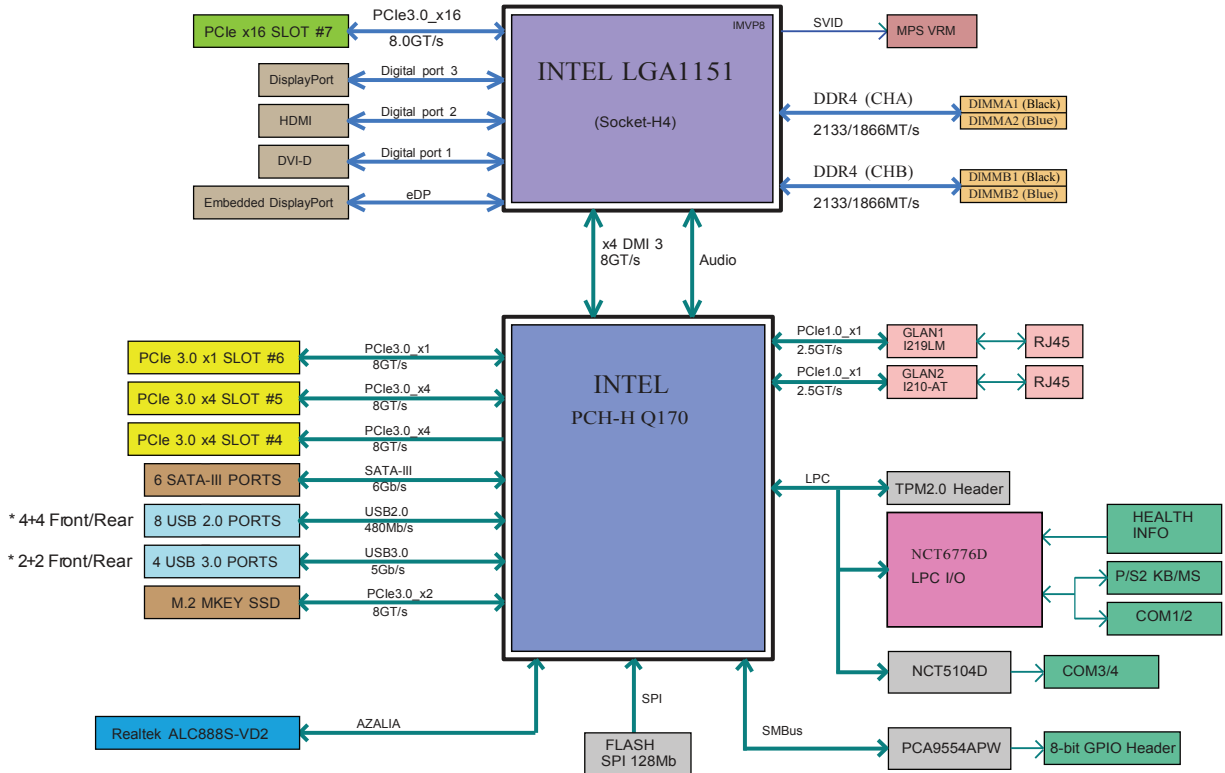 PCIe x16 SLOT #7
PCIe3.0_x16
8.0GT/s
IMVP8
INTEL LGA1151
(Socket-H4)
SVID
MPS VRM
DisplayPort
Digital port 3
HDMI
Digital port 2
DVI-D
Digital port 1
Embedded DisplayPort
eDP
DDR4 (CHA)
2133/1866MT/s
DIMMA1 (Black)
DIMMA2 (Blue)
DDR4 (CHB)
2133/1866MT/s
DIMMB1 (Black)
DIMMB2 (Blue)
x4 DMI 3
8GT/s
Audio
INTEL
PCH-H Q170
PCIe 3.0 x1 SLOT #6
PCIe3.0_x1
8GT/s
PCIe 3.0 x4 SLOT #5
PCIe3.0_x4
8GT/s
PCIe 3.0 x4 SLOT #4
PCIe3.0_x4
8GT/s
6 SATA-III PORTS
SATA-III
6Gb/s
* 4+4 Front/Rear
8 USB 2.0 PORTS
USB2.0
480Mb/s
* 2+2 Front/Rear
4 USB 3.0 PORTS
USB3.0
5Gb/s
M.2 MKEY SSD
PCIe3.0_x2
8GT/s
PCIe1.0_x1
2.5GT/s
GLAN1
I219LM
RJ45
PCIe1.0_x1
2.5GT/s
GLAN2
I210-AT
RJ45
LPC
TPM2.0 Header
NCT6776D
LPC I/O
HEALTH
INFO
P/S2 KB/MS
COM1/2
NCT5104D
COM3/4
Realtek ALC888S-VD2
AZALIA
SPI
FLASH
SPI 128Mb
SMBus
PCA9554APW
8-bit GPIO Header